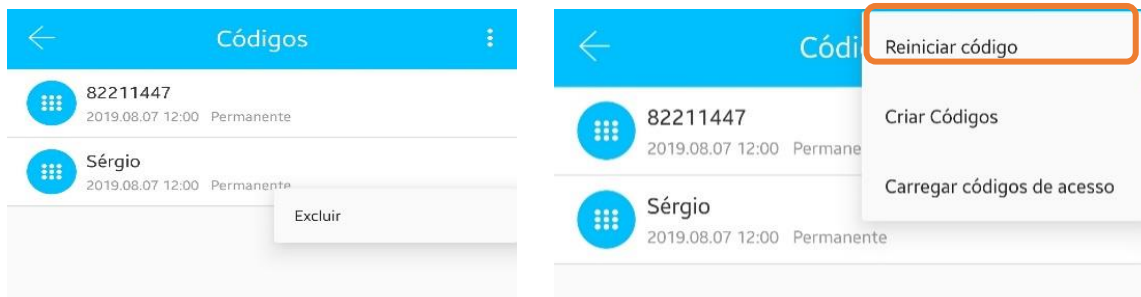 Códigos
82211447
2019.08.07 12:00 Permanente
Sérgio
2019.08.07 12:00 Permanente
Excluir
Códi
Reiniciar código
Criar Códigos
Carregar códigos de acesso
82211447
2019.08.07 12:00 Permane
Sérgio
2019.08.07 12:00 Permanente